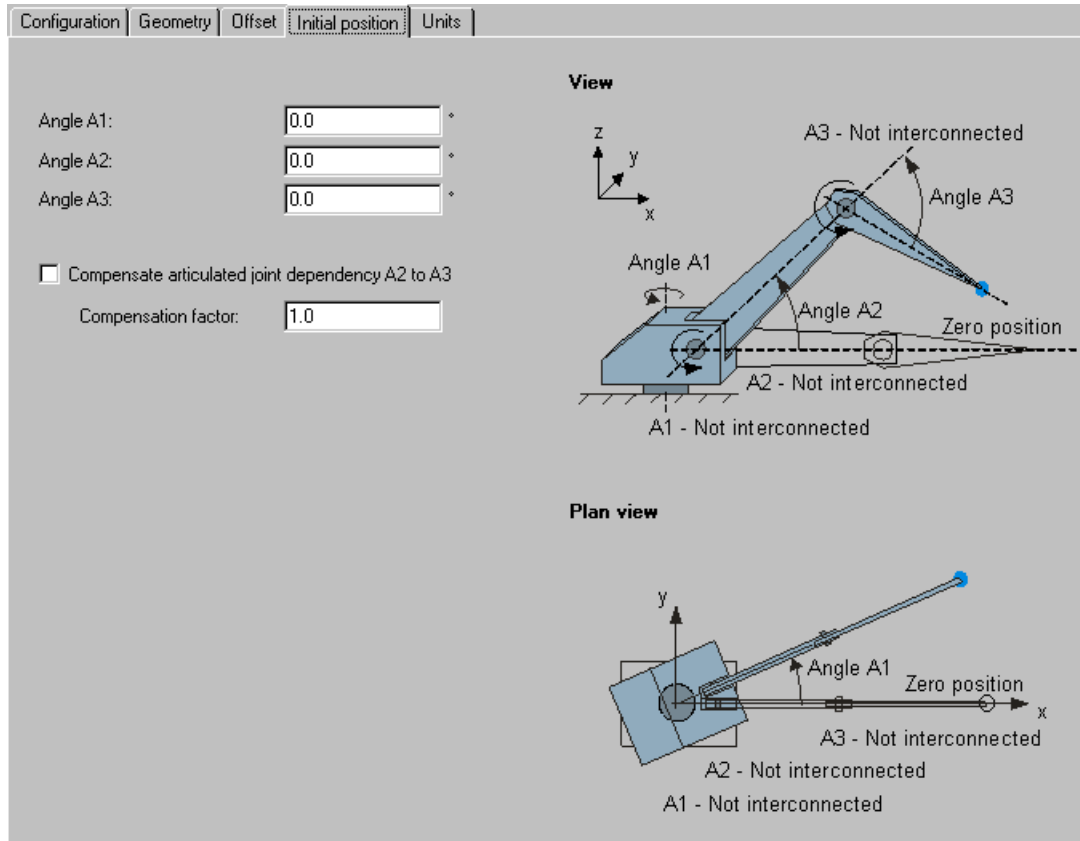 Configuration Geometry Offset Initial position Units
Angle A1: 0.0 °
Angle A2: 0.0 °
Angle A3: 0.0 °
Compensate articulated joint dependency A2 to A3
Compensation factor: 1.0
View
z
y
x
A3 - Not interconnected
Angle A3
Angle A1
Angle A2
Zero position
A2 - Not interconnected
A1 - Not interconnected
Plan view
y
Angle A1
Zero position
x
A3 - Not interconnected
A2 - Not interconnected
A1 - Not interconnected